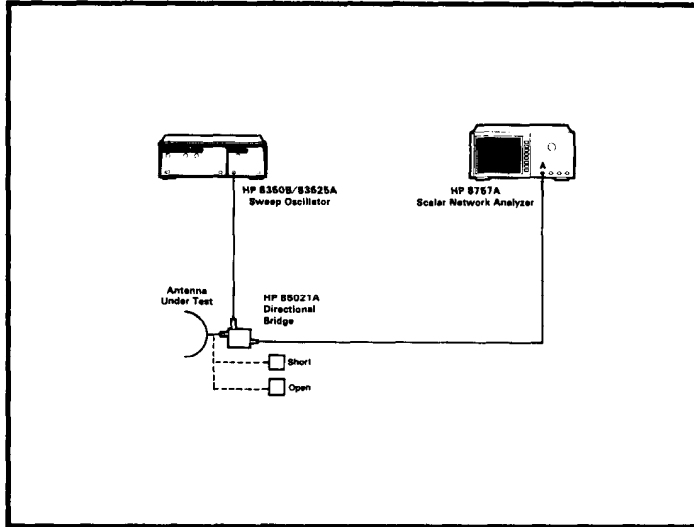 A
HP 8350B/83525A
Sweep Oscillator
HP 8757A
Scalar Network Analyzer
Antenna
Under Test
HP 85021A
Directional
Bridge
Short
Open